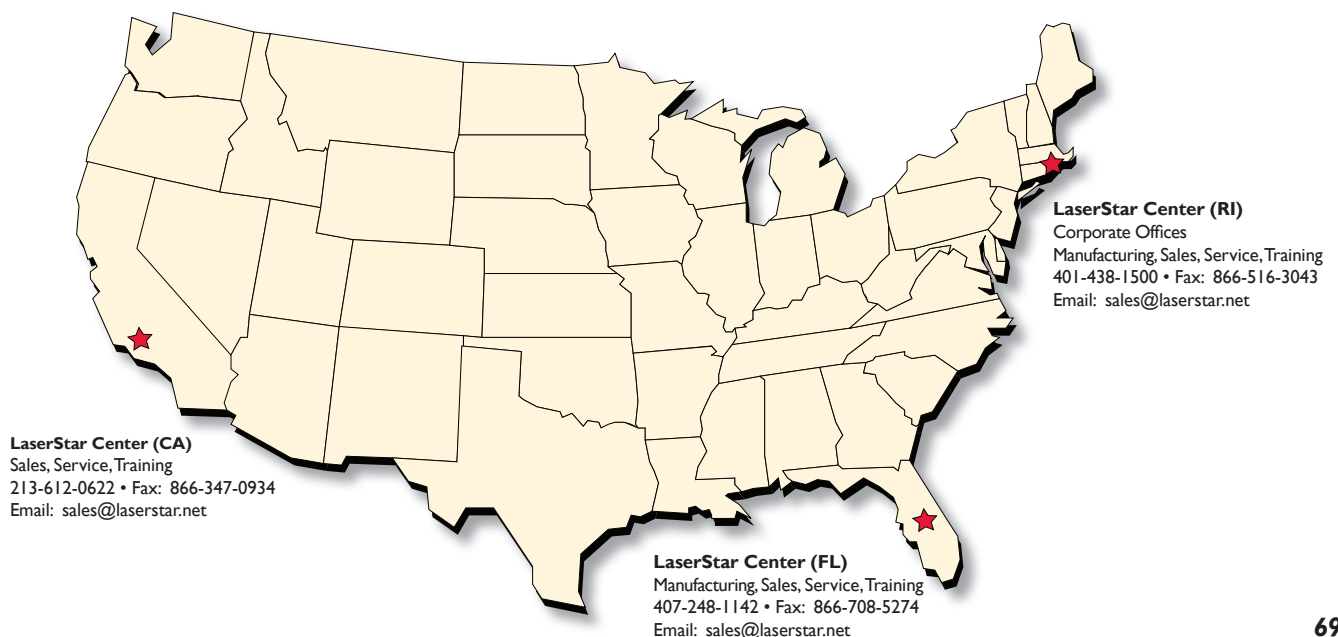 LaserStar Center (RI)
Corporate Offices
Manufacturing, Sales, Service, Training
401-438-1500 • Fax: 866-516-3043
Email: sales@laserstar.net
LaserStar Center (CA)
Sales, Service, Training
213-612-0622 • Fax: 866-347-0934
Email: sales@laserstar.net
LaserStar Center (FL)
Manufacturing, Sales, Service, Training
407-248-1142 • Fax: 866-708-5274
Email: sales@laserstar.net
69